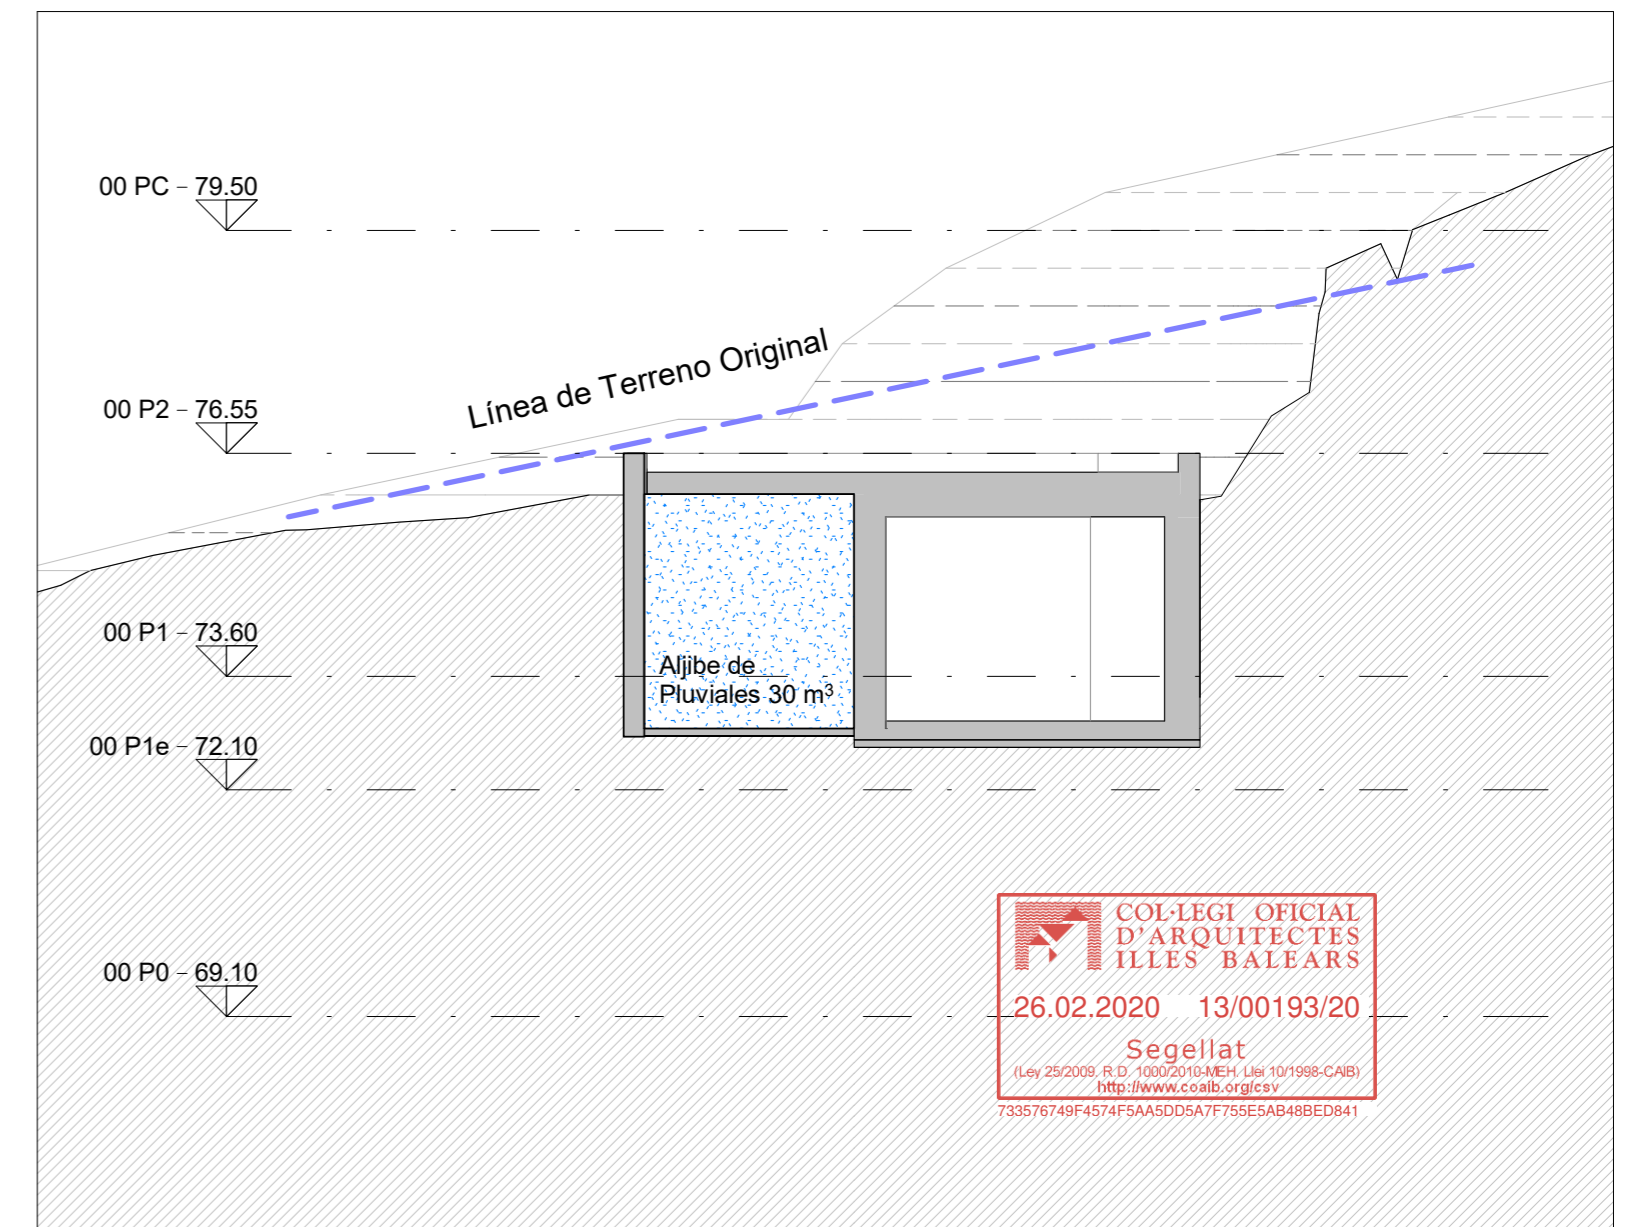 00 PC – 79.50
Línea de Terreno Original
00 P2 – 76.55
00 P1 – 73.60
Aljibe de
Pluviales 30 m³
00 P1e – 72.10
00 P0 – 69.10
COL·LEGI OFICIAL
D'ARQUITECTES
ILLES BALEARS
26.02.2020 13/00193/20
Segellat
(Ley 25/2009. R.D. 1000/2010-MEH. Llei 10/1998-CAIB)
http://www.coaib.org/csv
733576749F4574F5AA5DD5A7F755E5AB48BED841